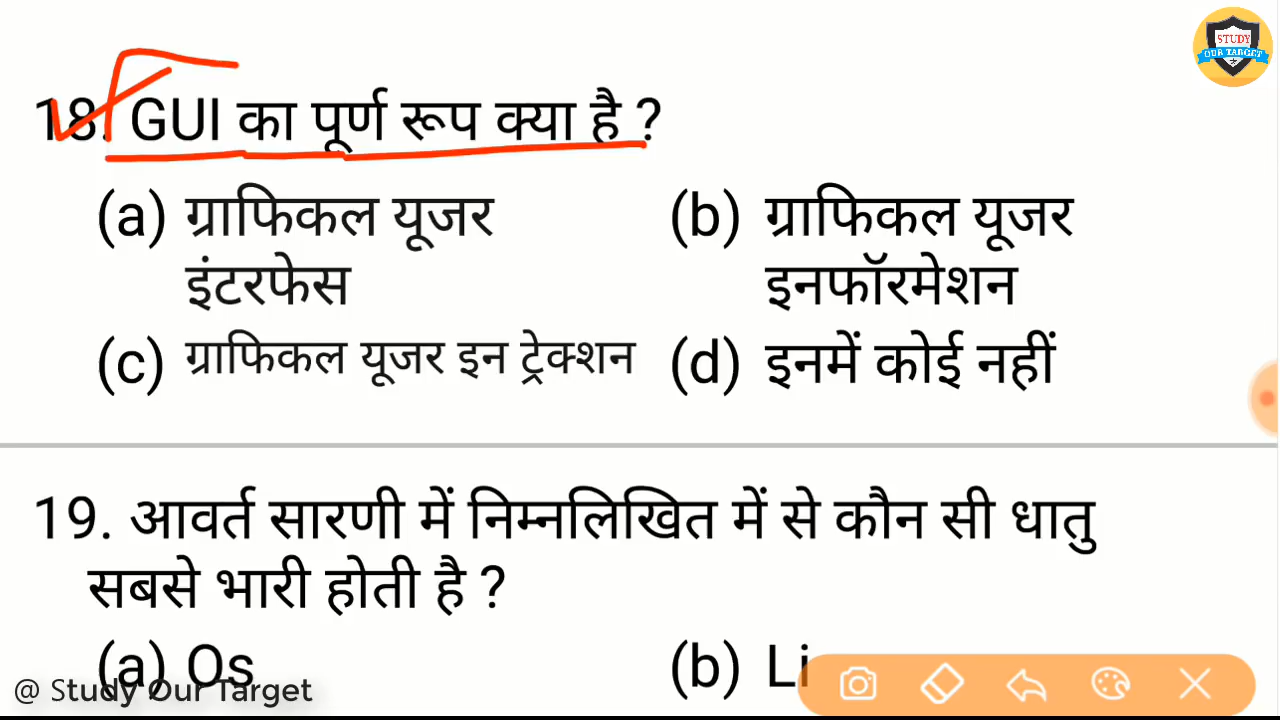 STUDY
OUR TARGET
18. GUI का पूर्ण रूप क्या है ?
(a) ग्राफिकल यूजर इंटरफेस
(b) ग्राफिकल यूजर इनफॉरमेशन
(c) ग्राफिकल यूजर इन ट्रेक्शन
(d) इनमें कोई नहीं
19. आवर्त सारणी में निम्नलिखित में से कौन सी धातु
सबसे भारी होती है ?
(a) Os
(b) Li
@ Study Our Target